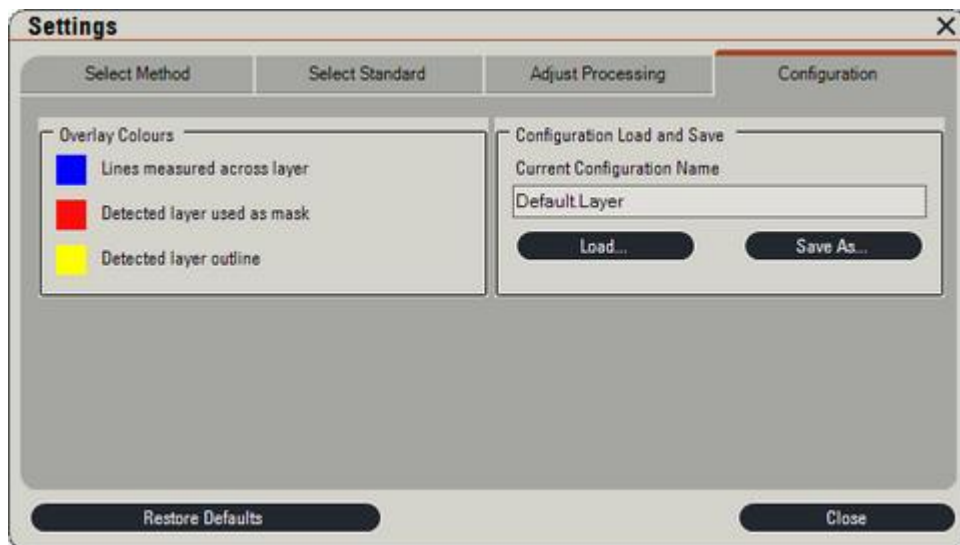 Settings
Select Method
Select Standard
Adjust Processing
Configuration
Overlay Colours
Lines measured across layer
Detected layer used as mask
Detected layer outline
Configuration Load and Save
Current Configuration Name
Default.Layer
Load...
Save As...
Restore Defaults
Close